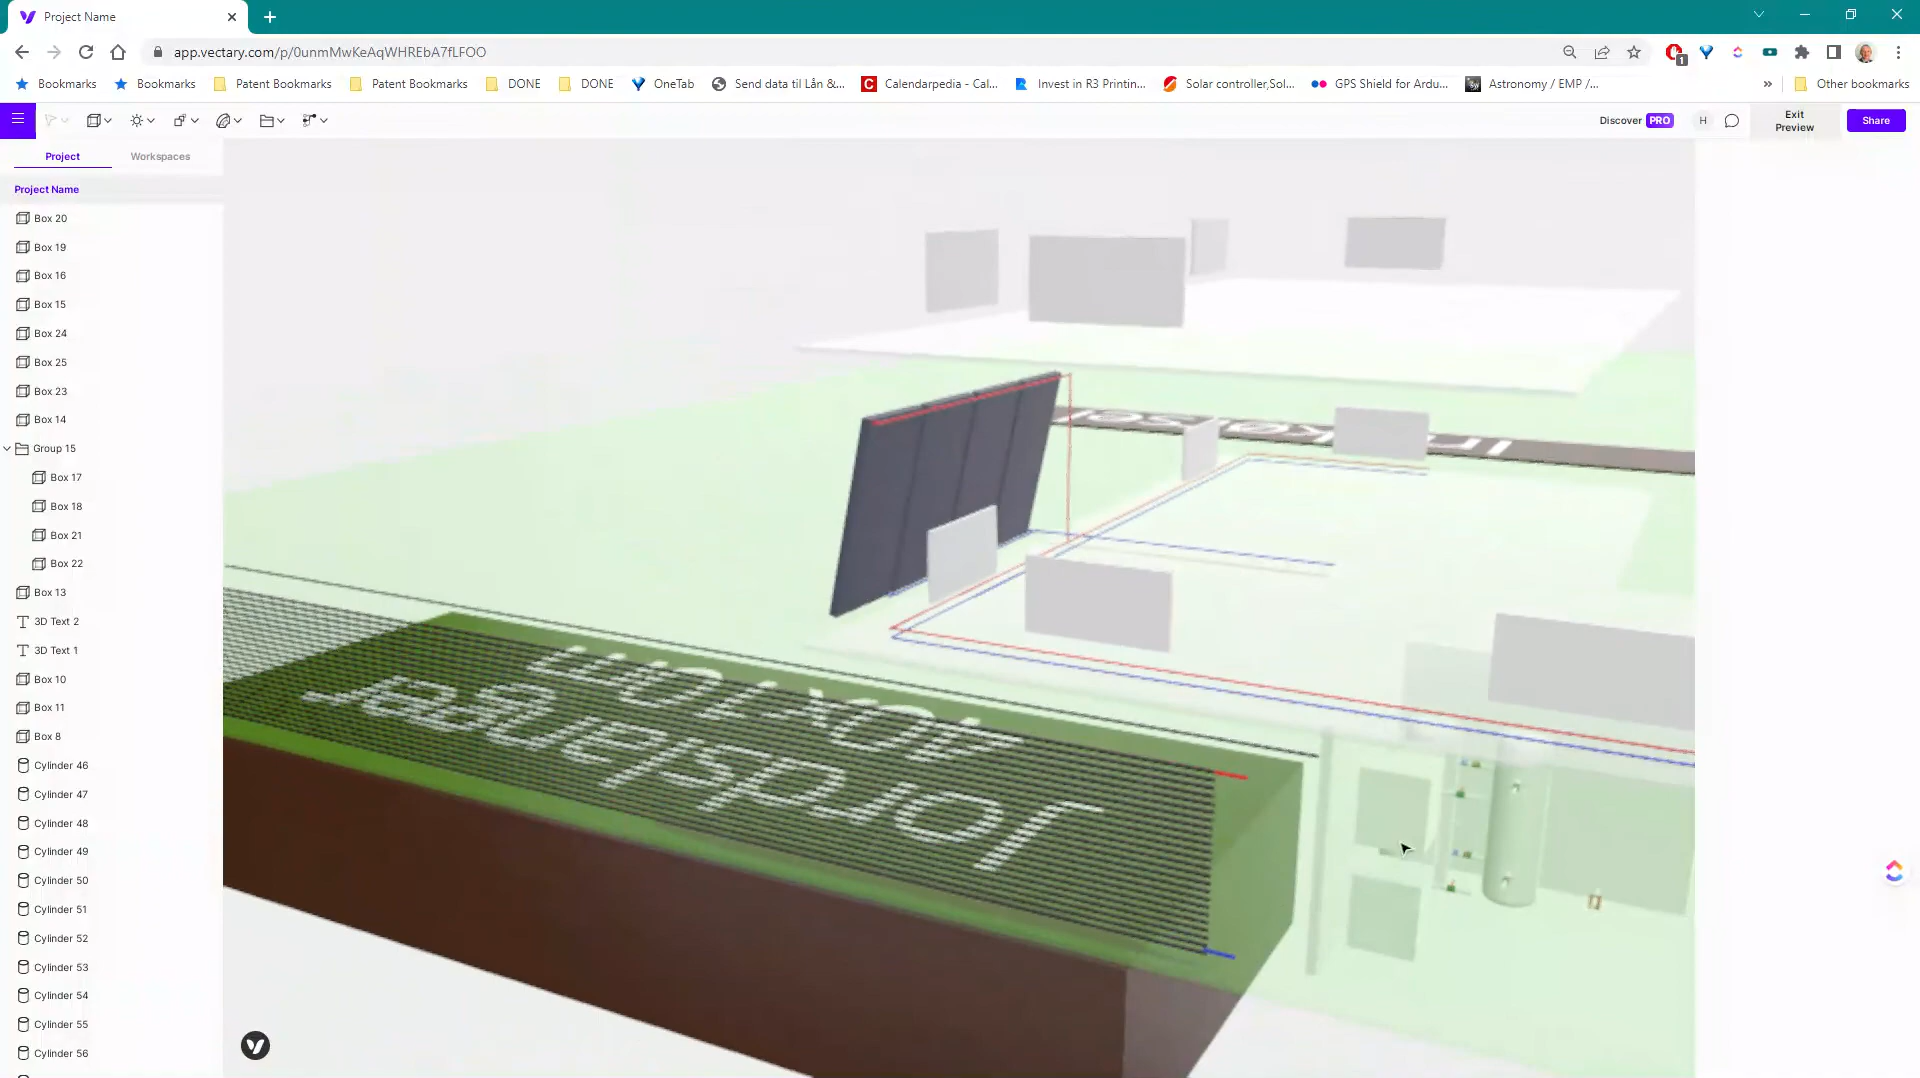 Project Name
app.vectary.com/p/0unmMwKeAqWHREbA7fLFOO
1
Bookmarks
Bookmarks
Patent Bookmarks
Patent Bookmarks
DONE
DONE
OneTab
Send data til Lån &...
Calendarpedia - Cal...
Invest in R3 Printin...
Solar controller,Sol...
GPS Shield for Ardu...
Astronomy / EMP /...
»
Other bookmarks
Discover PRO
H
Exit
Preview
Share
Project
Workspaces
Project Name
Box 20
Box 19
Box 16
Box 15
Box 24
Box 25
Box 23
Box 14
Group 15
Box 17
Box 18
Box 21
Box 22
Box 13
3D Text 2
3D Text 1
Box 10
Box 11
Box 8
Cylinder 46
Cylinder 47
Cylinder 48
Cylinder 49
Cylinder 50
Cylinder 51
Cylinder 52
Cylinder 53
Cylinder 54
Cylinder 55
Cylinder 56
Jordslanger
40x10m